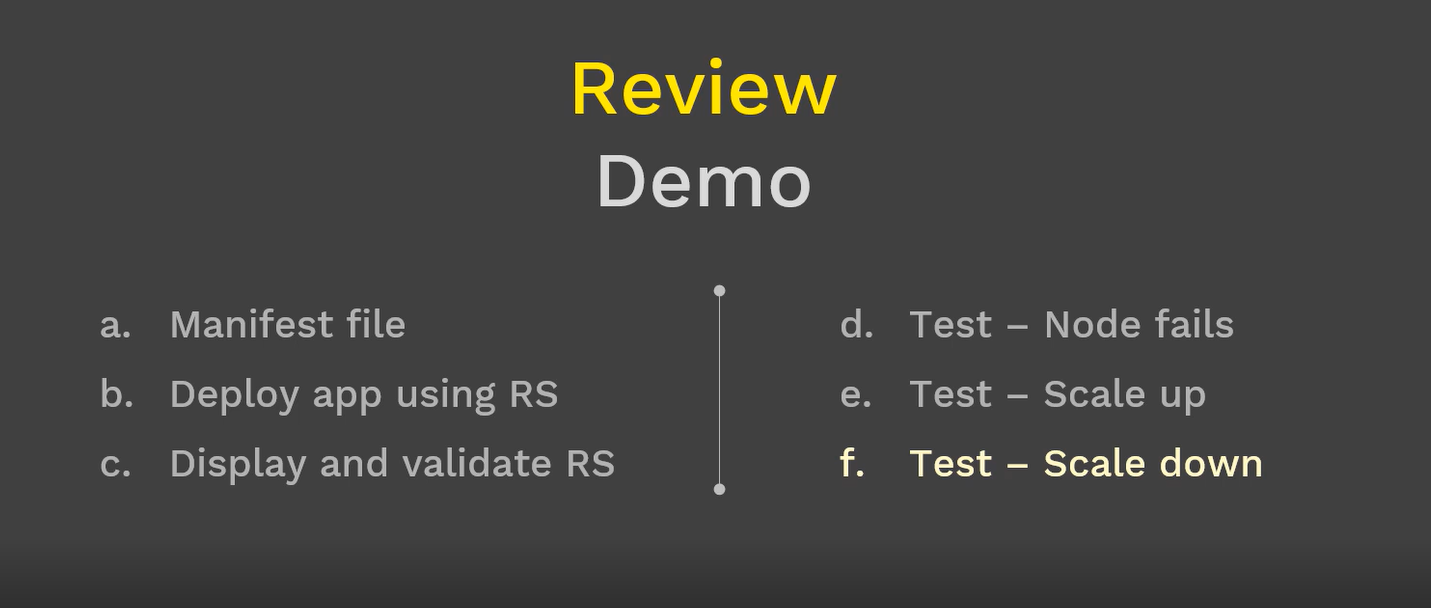 Review
Demo
a. Manifest file
b. Deploy app using RS
c. Display and validate RS
d. Test – Node fails
e. Test – Scale up
f. Test – Scale down